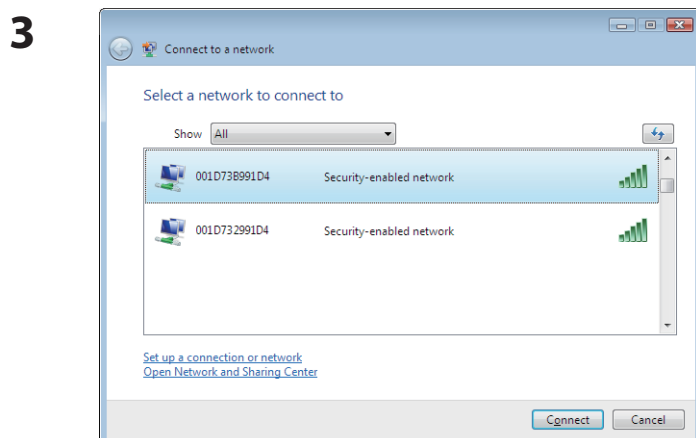 3
Connect to a network
Select a network to connect to
Show All
001D73B991D4 Security-enabled network
001D732991D4 Security-enabled network
Set up a connection or network
Open Network and Sharing Center
Connect Cancel